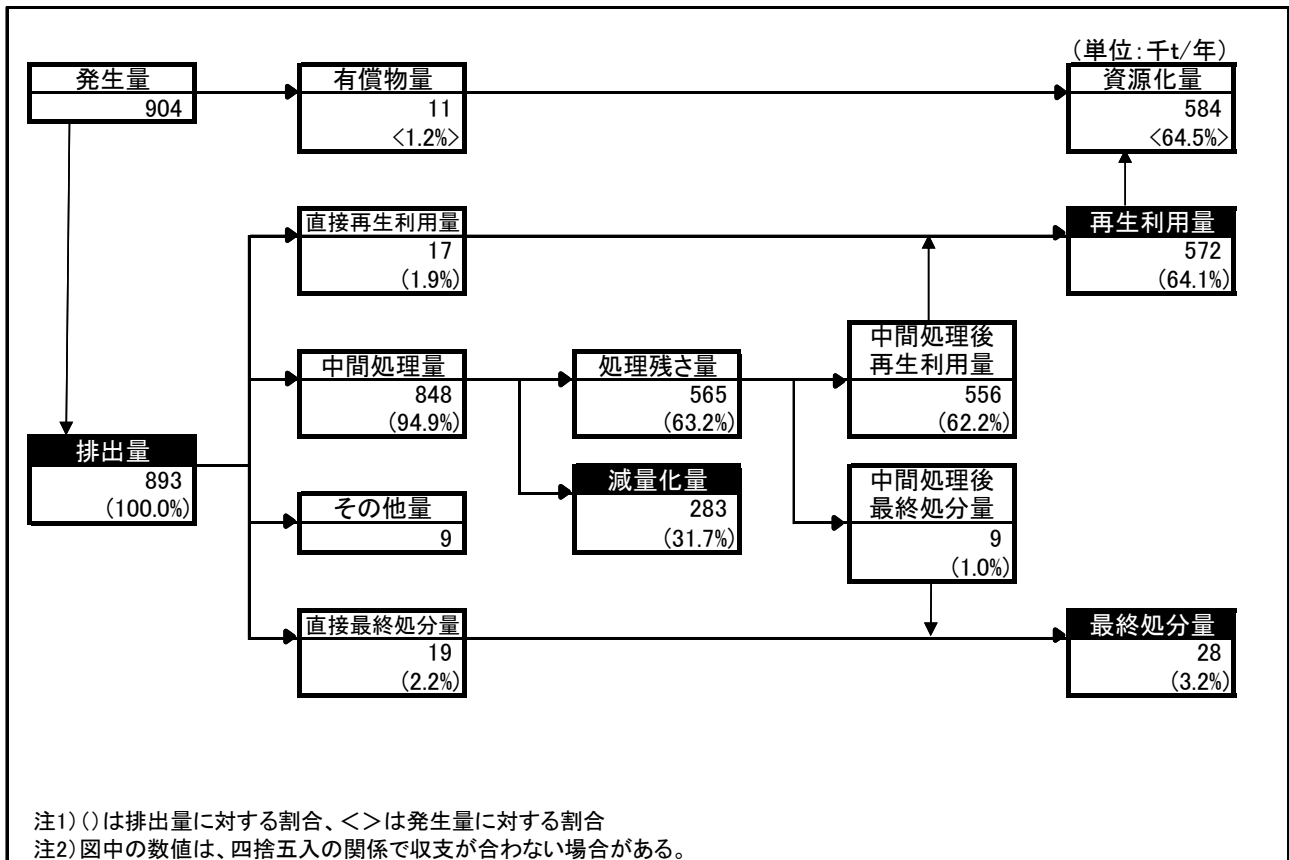 (単位:千t/年)
発生量
904
有償物量
11
<1.2%>
資源化量
584
<64.5%>
直接再生利用量
17
(1.9%)
再生利用量
572
(64.1%)
中間処理量
848
(94.9%)
処理残さ量
565
(63.2%)
中間処理後
再生利用量
556
(62.2%)
排出量
893
(100.0%)
その他量
9
減量化量
283
(31.7%)
中間処理後
最終処分量
9
(1.0%)
直接最終処分量
19
(2.2%)
最終処分量
28
(3.2%)
注1)()は排出量に対する割合、<>は発生量に対する割合
注2)図中の数値は、四捨五入の関係で収支が合わない場合がある。